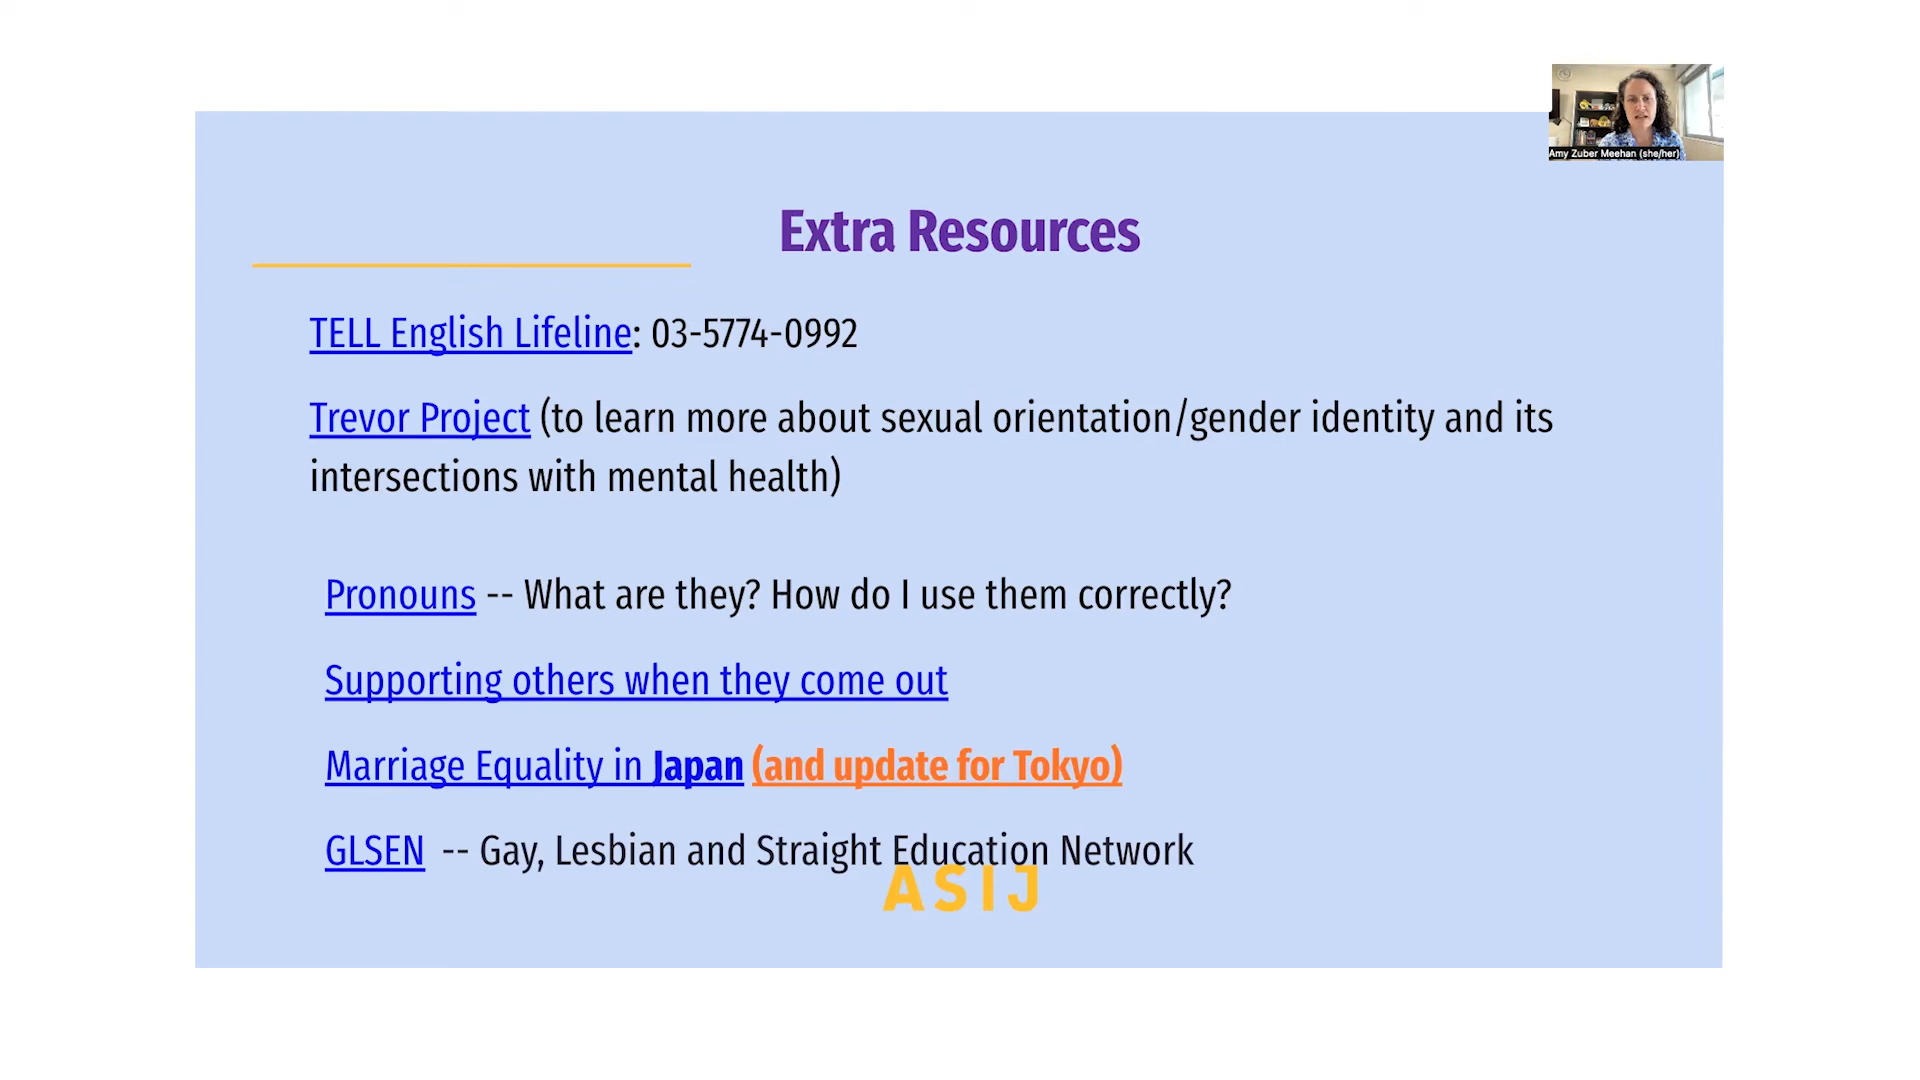 Amy Zuber Meehan (she/her)
Extra Resources
TELL English Lifeline: 03-5774-0992
Trevor Project (to learn more about sexual orientation/gender identity and its
intersections with mental health)
Pronouns -- What are they? How do I use them correctly?
Supporting others when they come out
Marriage Equality in Japan (and update for Tokyo)
GLSEN -- Gay, Lesbian and Straight Education Network
ASIJ